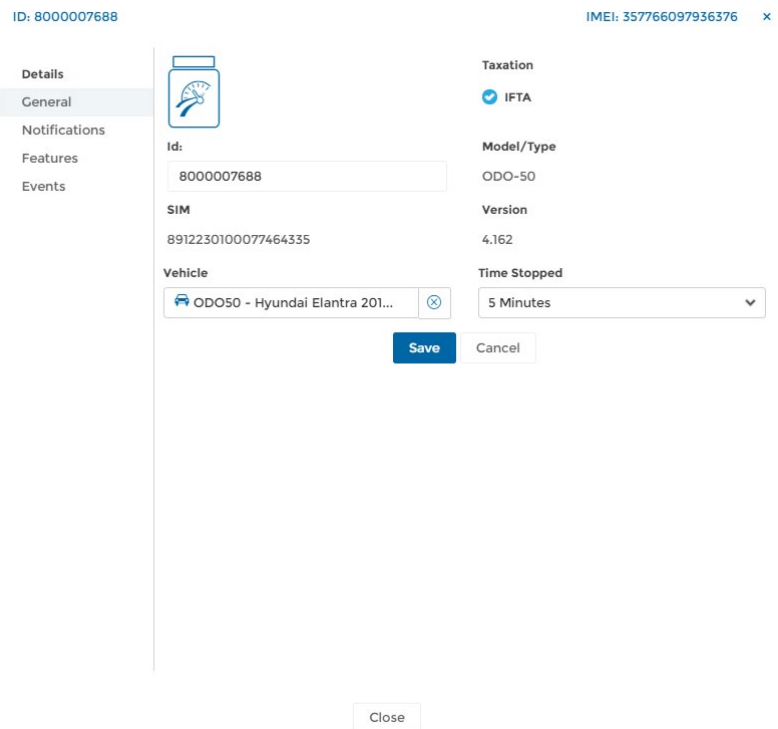 ID: 8000007688 IMEI: 357766097936376 ×
Details
General
Notifications
Features
Events
Taxation
IFTA
Id: Model/Type
8000007688 ODO-50
SIM Version
8912230100077464335 4.162
Vehicle Time Stopped
ODO50 - Hyundai Elantra 201... 5 Minutes
Save Cancel
Close